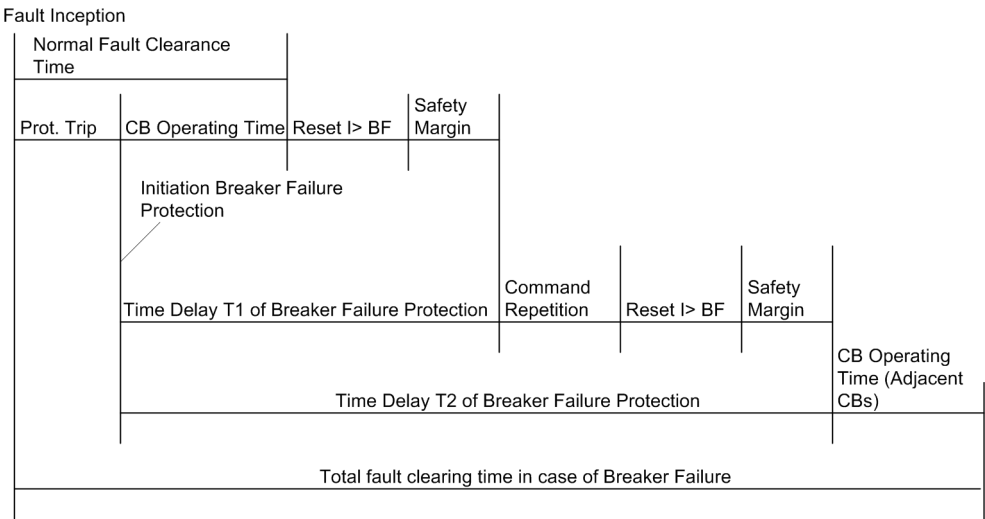 Fault Inception
Normal Fault Clearance
Time
Prot. Trip
CB Operating Time
Reset I> BF
Safety
Margin
Initiation Breaker Failure
Protection
Time Delay T1 of Breaker Failure Protection
Command
Repetition
Reset I> BF
Safety
Margin
CB Operating
Time (Adjacent
CBs)
Time Delay T2 of Breaker Failure Protection
Total fault clearing time in case of Breaker Failure